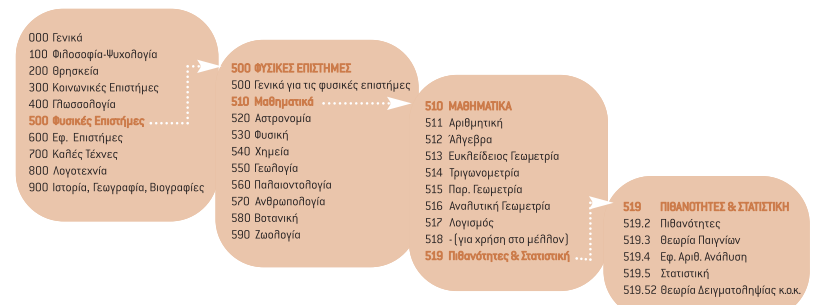 000 Γενικά
100 Φιλοσοφία-Ψυχολογία
200 Θρησκεία
300 Κοινωνικές Επιστήμες
400 Γλωσσολογία
500 Φυσικές Επιστήμες
600 Εφ. Επιστήμες
700 Καλές Τέχνες
800 Λογοτεχνία
900 Ιστορία, Γεωγραφία, Βιογραφίες
500 ΦΥΣΙΚΕΣ ΕΠΙΣΤΗΜΕΣ
500 Γενικά για τις φυσικές επιστήμες
510 Μαθηματικά
520 Αστρονομία
530 Φυσική
540 Χημεία
550 Γεωλογία
560 Παλαιοντολογία
570 Ανθρωπολογία
580 Βοτανική
590 Ζωολογία
510 ΜΑΘΗΜΑΤΙΚΑ
511 Αριθμητική
512 Άλγεβρα
513 Ευκλείδειος Γεωμετρία
514 Τριγωνομετρία
515 Παρ. Γεωμετρία
516 Αναλυτική Γεωμετρία
517 Λογισμός
518 -(για χρήση στο μέλλον)
519 Πιθανότητες & Στατιστική
519 ΠΙΘΑΝΟΤΗΤΕΣ & ΣΤΑΤΙΣΤΙΚΗ
519.2 Πιθανότητες
519.3 Θεωρία Παιγνίων
519.4 Εφ. Αριθ. Ανάλυση
519.5 Στατιστική
519.52 Θεωρία Δειγματοληψίας κ.ο.κ.